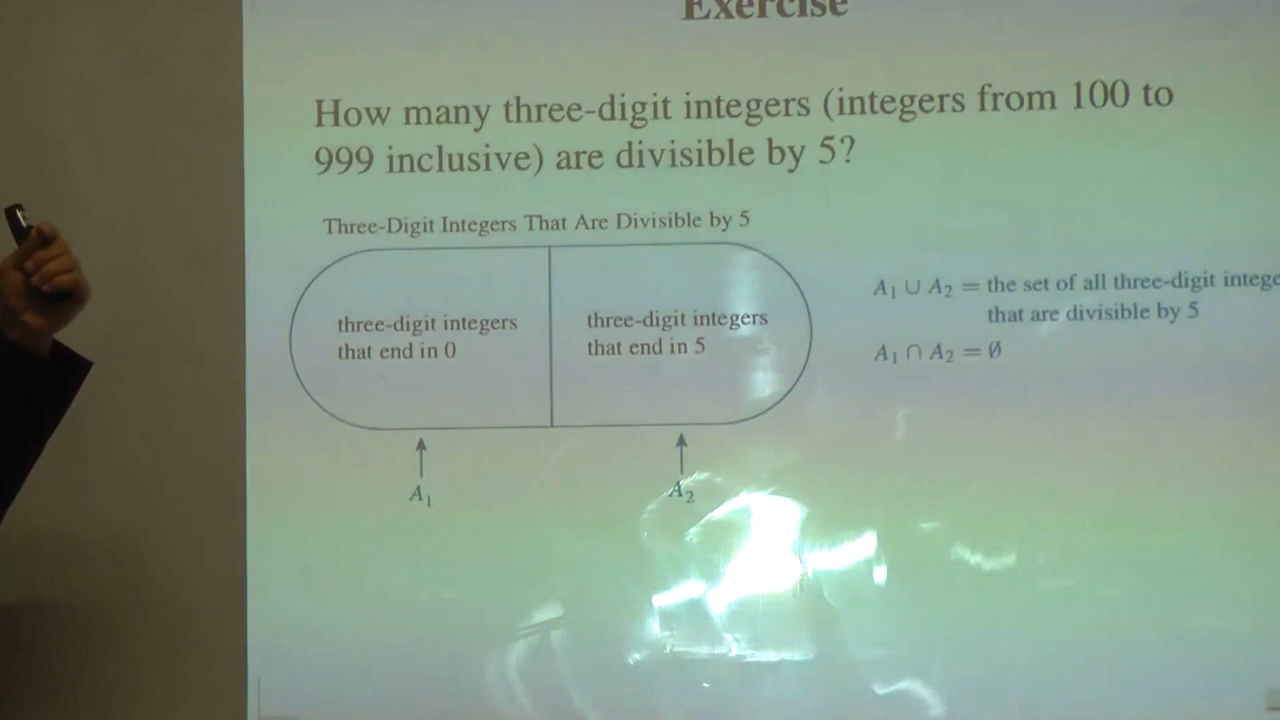 Exercise
How many three-digit integers (integers from 100 to
999 inclusive) are divisible by 5?
Three-Digit Integers That Are Divisible by 5
three-digit integers
that end in 0
three-digit integers
that end in 5
A₁
A₂
A₁ ∪ A₂ = the set of all three-digit intege
that are divisible by 5
A₁ ∩ A₂ = ∅